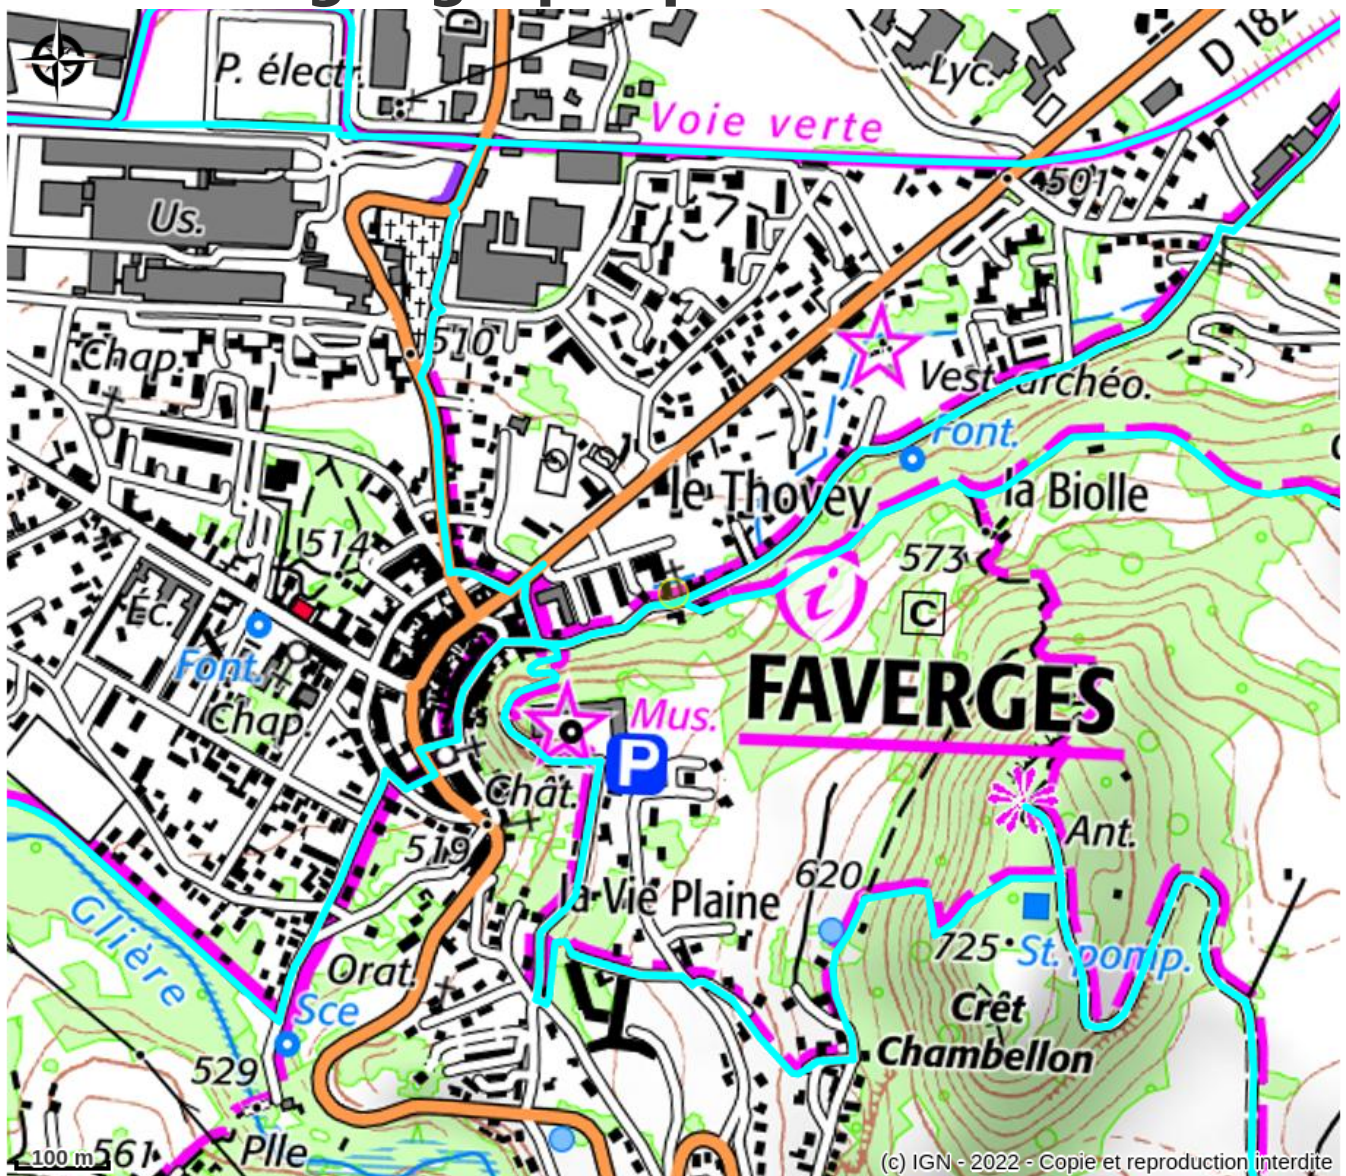 P. électr.
D
Lyc.
D 182
Voie verte
501
Us.
510
Chap.
Vest. archéo.
Font.
le Thovey
la Biolle
514
573
i
C
Éc.
Font.
Chap.
FAVERGES
Mus.
P
Chât.
519
Ant.
620
la Vie Plaine
Glière
725
St. pomp.
Orat.
Sce
Crêt
Chambellon
529
561
Plle
100 m
(c) IGN - 2022 - Copie et reproduction interdite